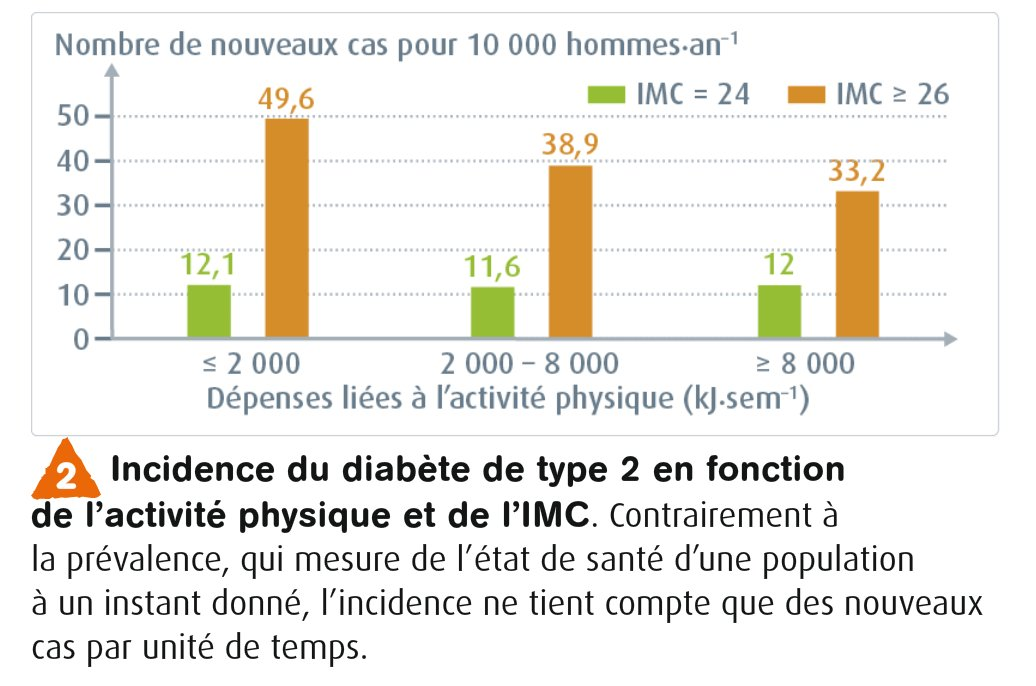 Nombre de nouveaux cas pour 10 000 hommes·an⁻¹
IMC = 24 IMC ≥ 26
50
40
30
20
10
0
12,1 49,6
11,6 38,9
12 33,2
≤ 2 000 2 000 – 8 000 ≥ 8 000
Dépenses liées à l'activité physique (kJ·sem⁻¹)
2 Incidence du diabète de type 2 en fonction
de l'activité physique et de l'IMC. Contrairement à
la prévalence, qui mesure de l'état de santé d'une population
à un instant donné, l'incidence ne tient compte que des nouveaux
cas par unité de temps.